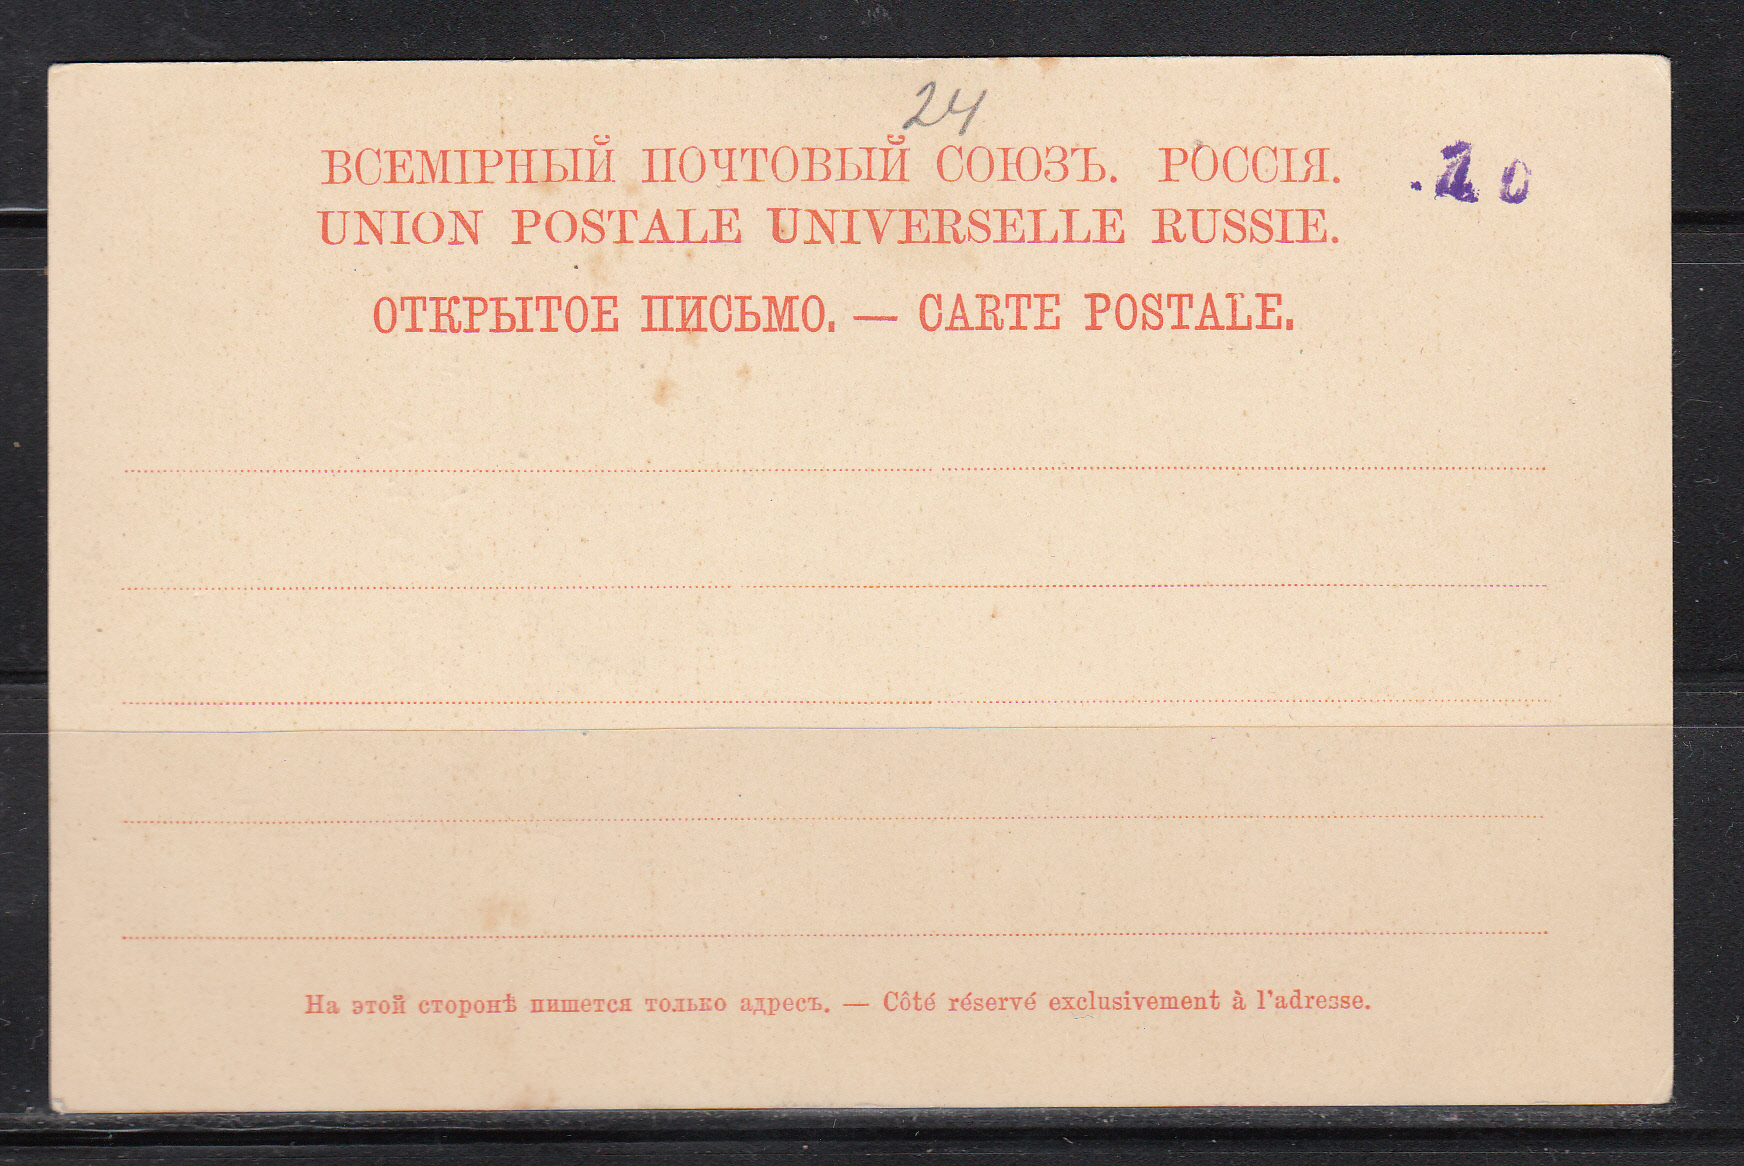 24
ВСЕМІРНЫЙ ПОЧТОВЫЙ СОЮЗЪ. РОССІЯ.
.10
UNION POSTALE UNIVERSELLE RUSSIE.
ОТКРЫТОЕ ПИСЬМО. — CARTE POSTALE.
На этой сторонѣ пишется только адресъ. — Côté réservé exclusivement à l'adresse.